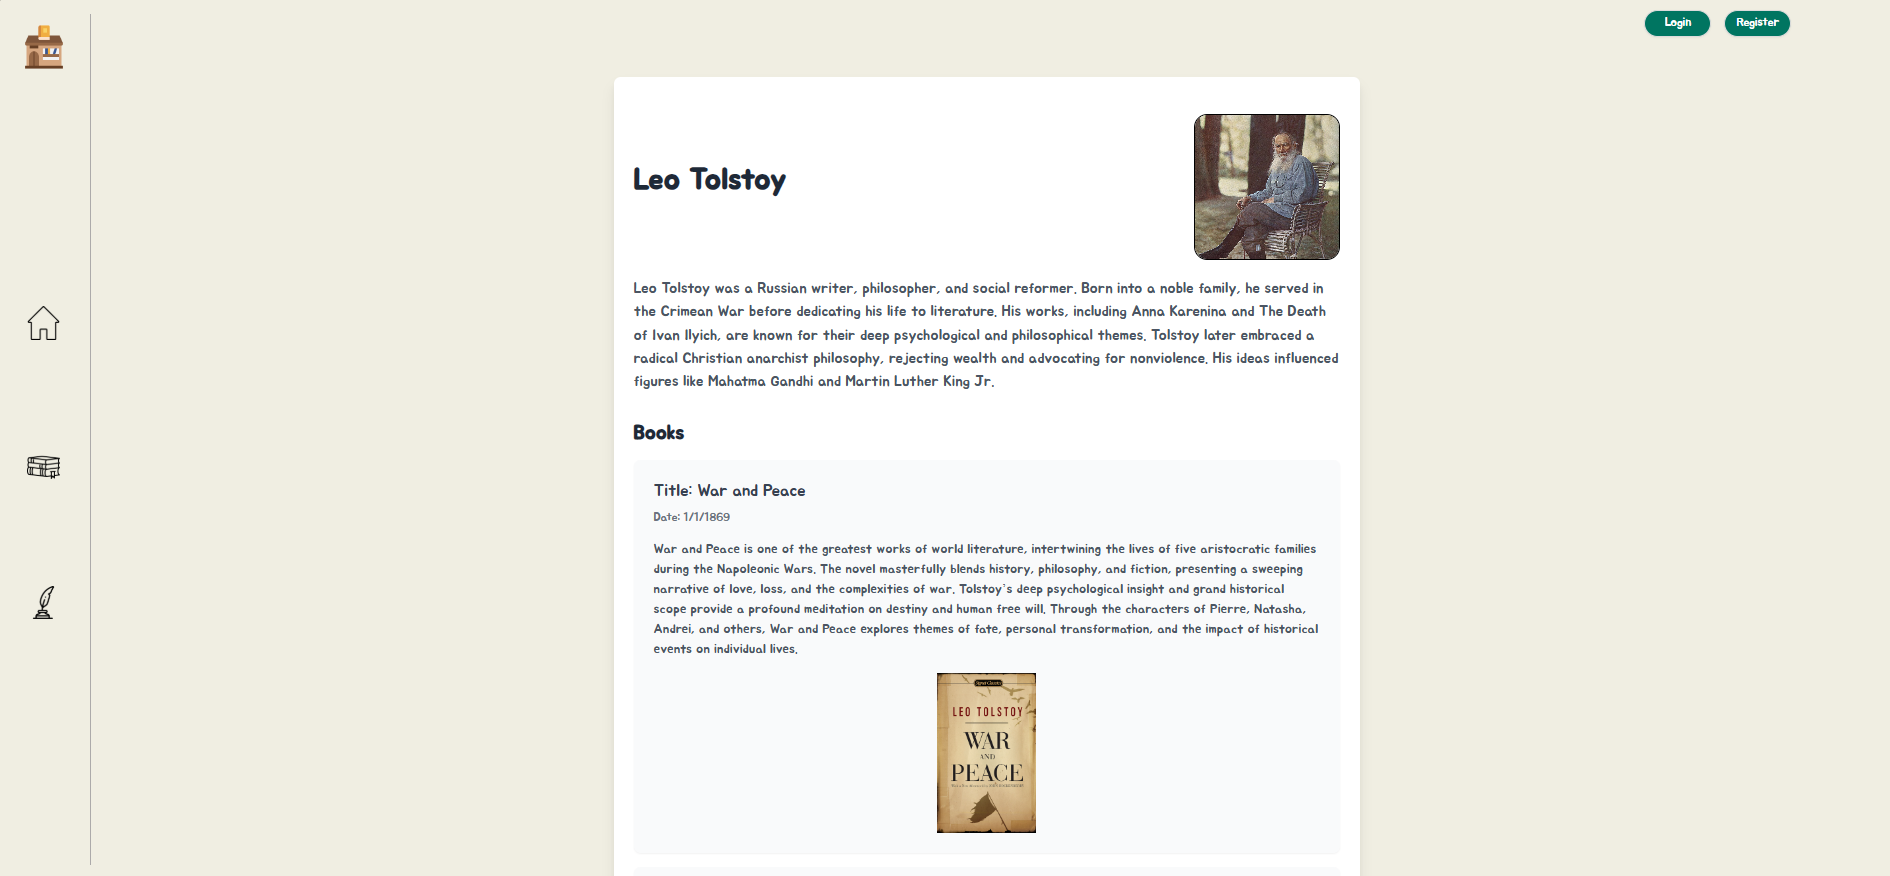 Login
Register
Leo Tolstoy
Leo Tolstoy was a Russian writer, philosopher, and social reformer. Born into a noble family, he served in
the Crimean War before dedicating his life to literature. His works, including Anna Karenina and The Death
of Ivan Ilyich, are known for their deep psychological and philosophical themes. Tolstoy later embraced a
radical Christian anarchist philosophy, rejecting wealth and advocating for nonviolence. His ideas influenced
figures like Mahatma Gandhi and Martin Luther King Jr.
Books
Title: War and Peace
Date: 1/1/1869
War and Peace is one of the greatest works of world literature, intertwining the lives of five aristocratic families
during the Napoleonic Wars. The novel masterfully blends history, philosophy, and fiction, presenting a sweeping
narrative of love, loss, and the complexities of war. Tolstoy's deep psychological insight and grand historical
scope provide a profound meditation on destiny and human free will. Through the characters of Pierre, Natasha,
Andrei, and others, War and Peace explores themes of fate, personal transformation, and the impact of historical
events on individual lives.
LEO TOLSTOY
WAR
AND
PEACE